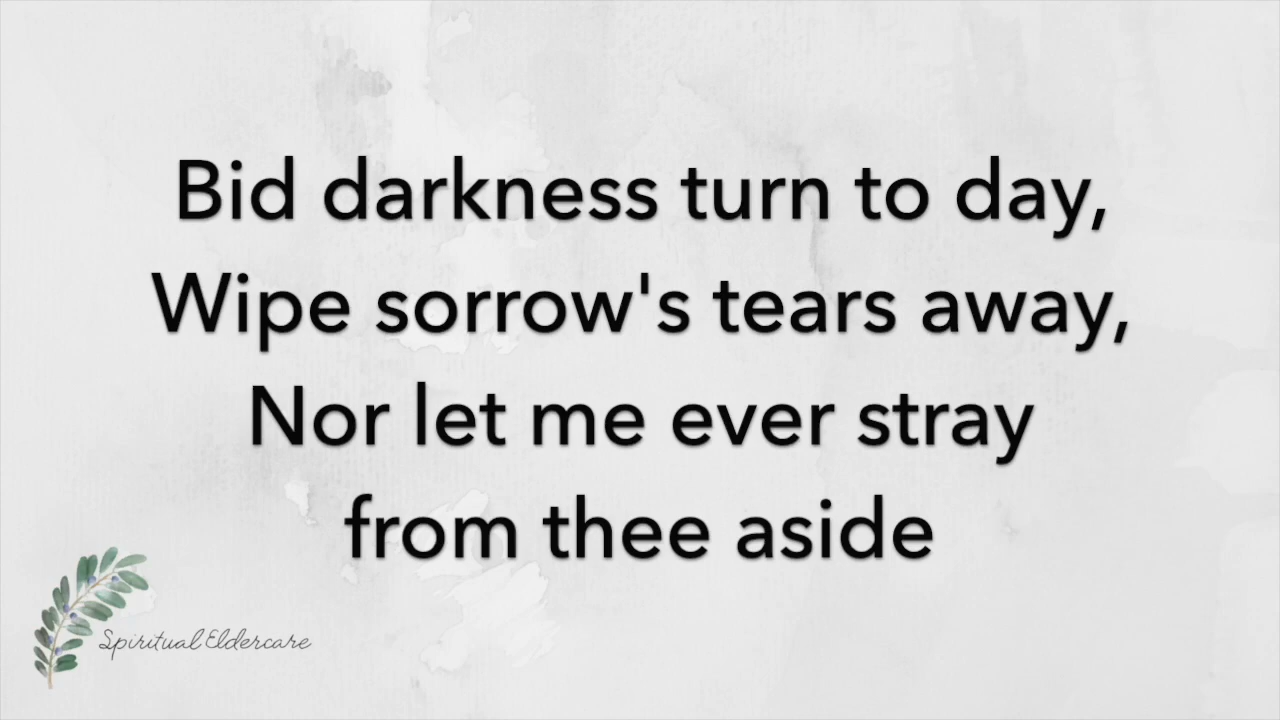 Bid darkness turn to day,
Wipe sorrow's tears away,
Nor let me ever stray
from thee aside
Spiritual Eldercare